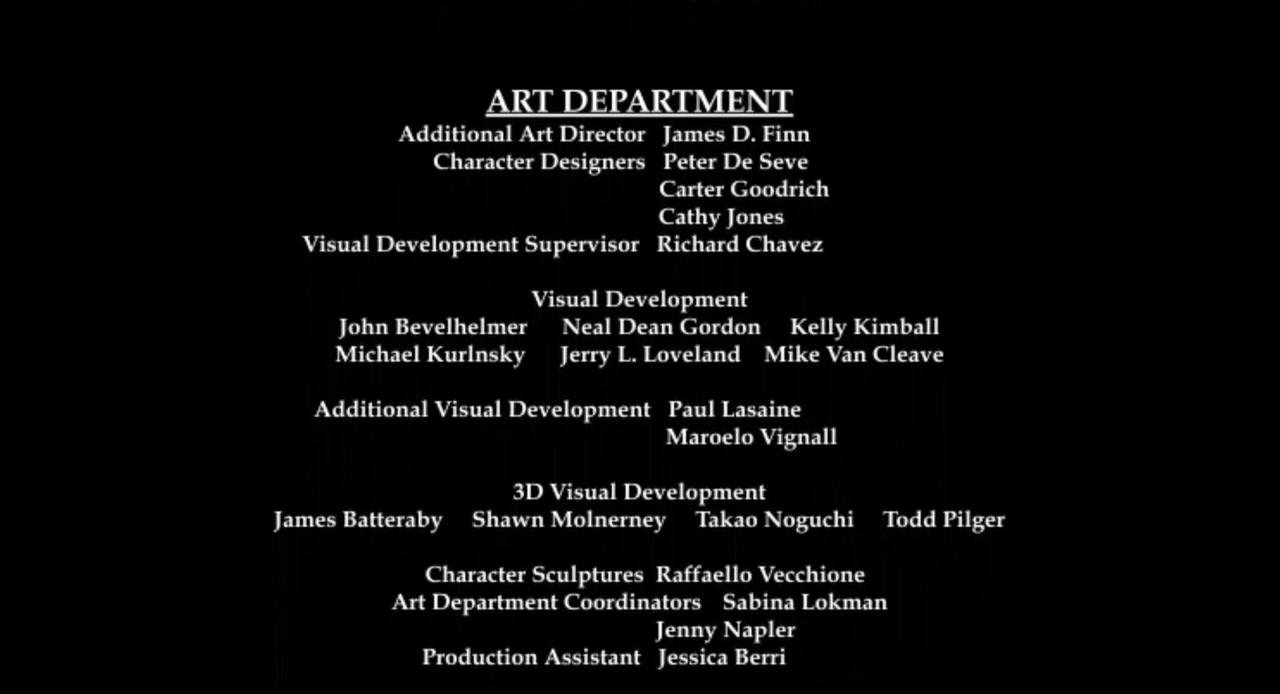 ART DEPARTMENT
Additional Art Director James D. Finn
Character Designers Peter De Seve
Carter Goodrich
Cathy Jones
Visual Development Supervisor Richard Chavez
Visual Development
John Bevelhelmer Neal Dean Gordon Kelly Kimball
Michael Kurlnsky Jerry L. Loveland Mike Van Cleave
Additional Visual Development Paul Lasaine
Maroelo Vignall
3D Visual Development
James Batteraby Shawn Molnerney Takao Noguchi Todd Pilger
Character Sculptures Raffaello Vecchione
Art Department Coordinators Sabina Lokman
Jenny Napler
Production Assistant Jessica Berri